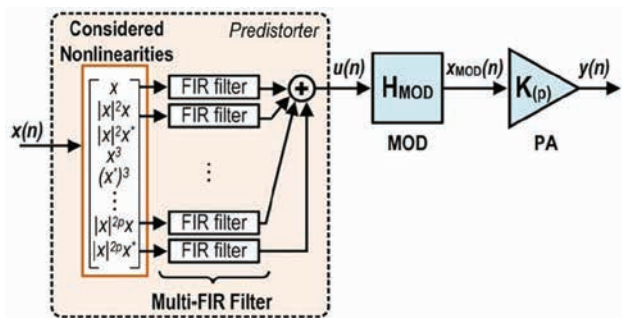 Considered
Nonlinearities
Predistorter
x
|x|²x
|x|²x*
x³
(x*)³
⋮
|x|²ᵖx
|x|²ᵖx*
x(n)
FIR filter
FIR filter
⋮
FIR filter
FIR filter
Multi-FIR Filter
+
u(n)
H_MOD
MOD
x_MOD(n)
K_(p)
PA
y(n)